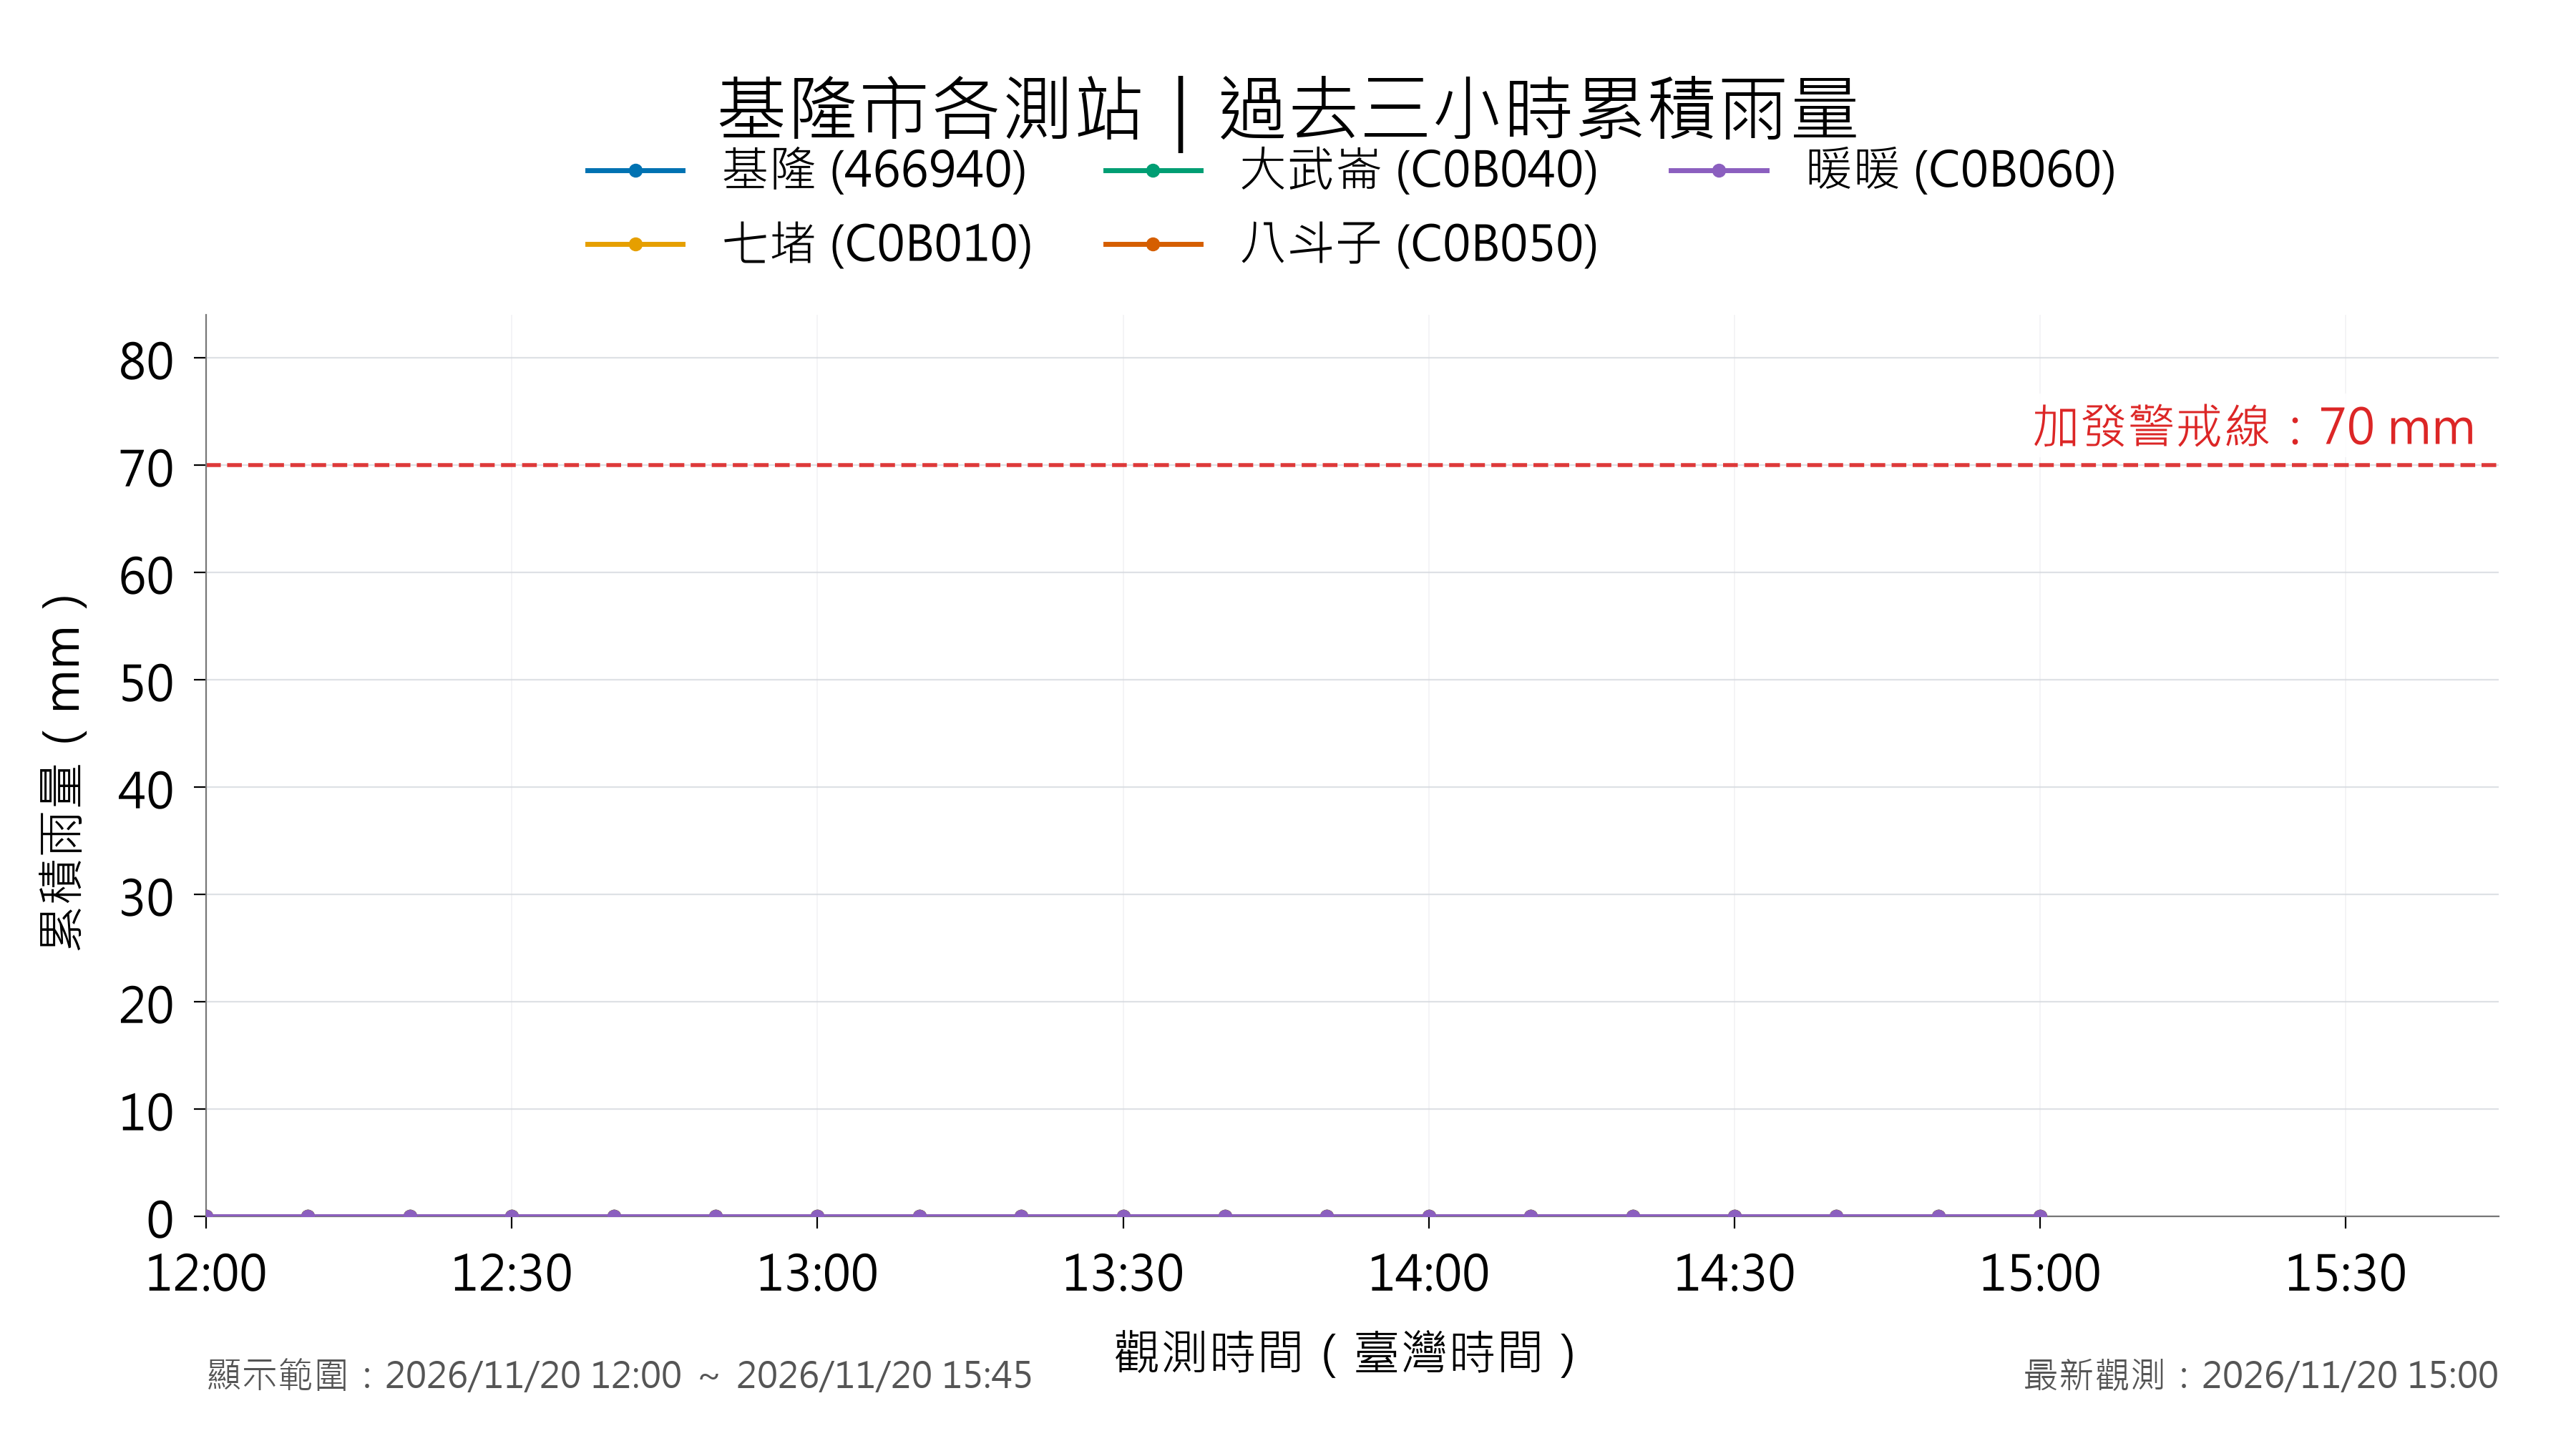 基隆市各測站｜過去三小時累積雨量
基隆 (466940)
大武崙 (C0B040)
暖暖 (C0B060)
七堵 (C0B010)
八斗子 (C0B050)
加發警戒線：70 mm
累積雨量（mm）
80
70
60
50
40
30
20
10
0
12:00
12:30
13:00
13:30
14:00
14:30
15:00
15:30
觀測時間（臺灣時間）
顯示範圍：2026/11/20 12:00 ~ 2026/11/20 15:45
最新觀測：2026/11/20 15:00